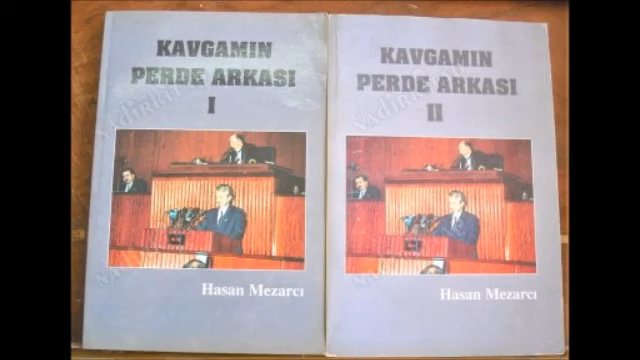 KAVGAMIN
PERDE ARKASI
I
Hasan Mezarcı
KAVGAMIN
PERDE ARKASI
II
Hasan Mezarcı